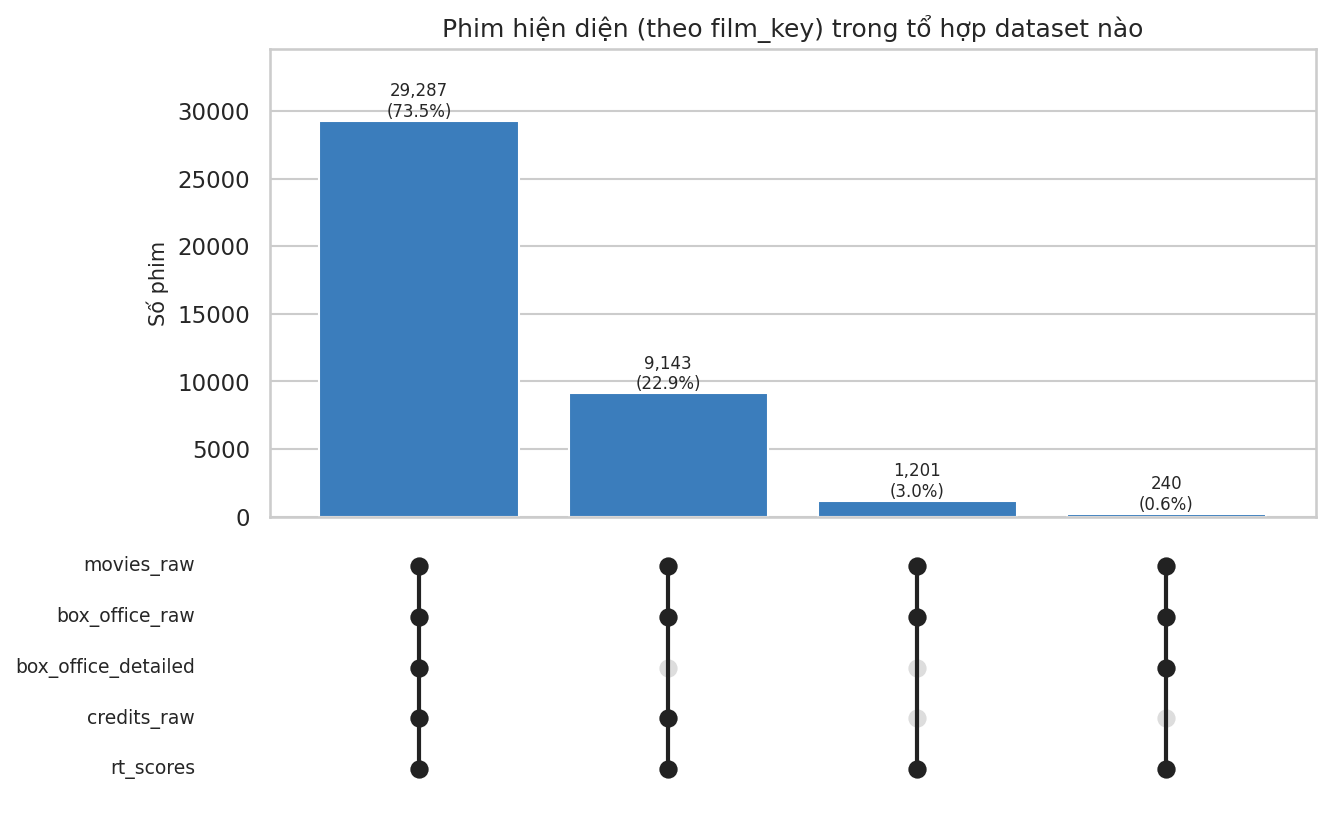 Phim hiện diện (theo film_key) trong tổ hợp dataset nào
Số phim
30000
25000
20000
15000
10000
5000
0
29,287
(73.5%)
9,143
(22.9%)
1,201
(3.0%)
240
(0.6%)
movies_raw
box_office_raw
box_office_detailed
credits_raw
rt_scores